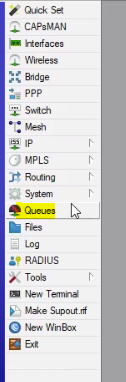 Quick Set
CAPsMAN
Interfaces
Wireless
Bridge
PPP
Switch
Mesh
IP
MPLS
Routing
System
Queues
Files
Log
RADIUS
Tools
New Terminal
Make Supout.rif
New WinBox
Exit